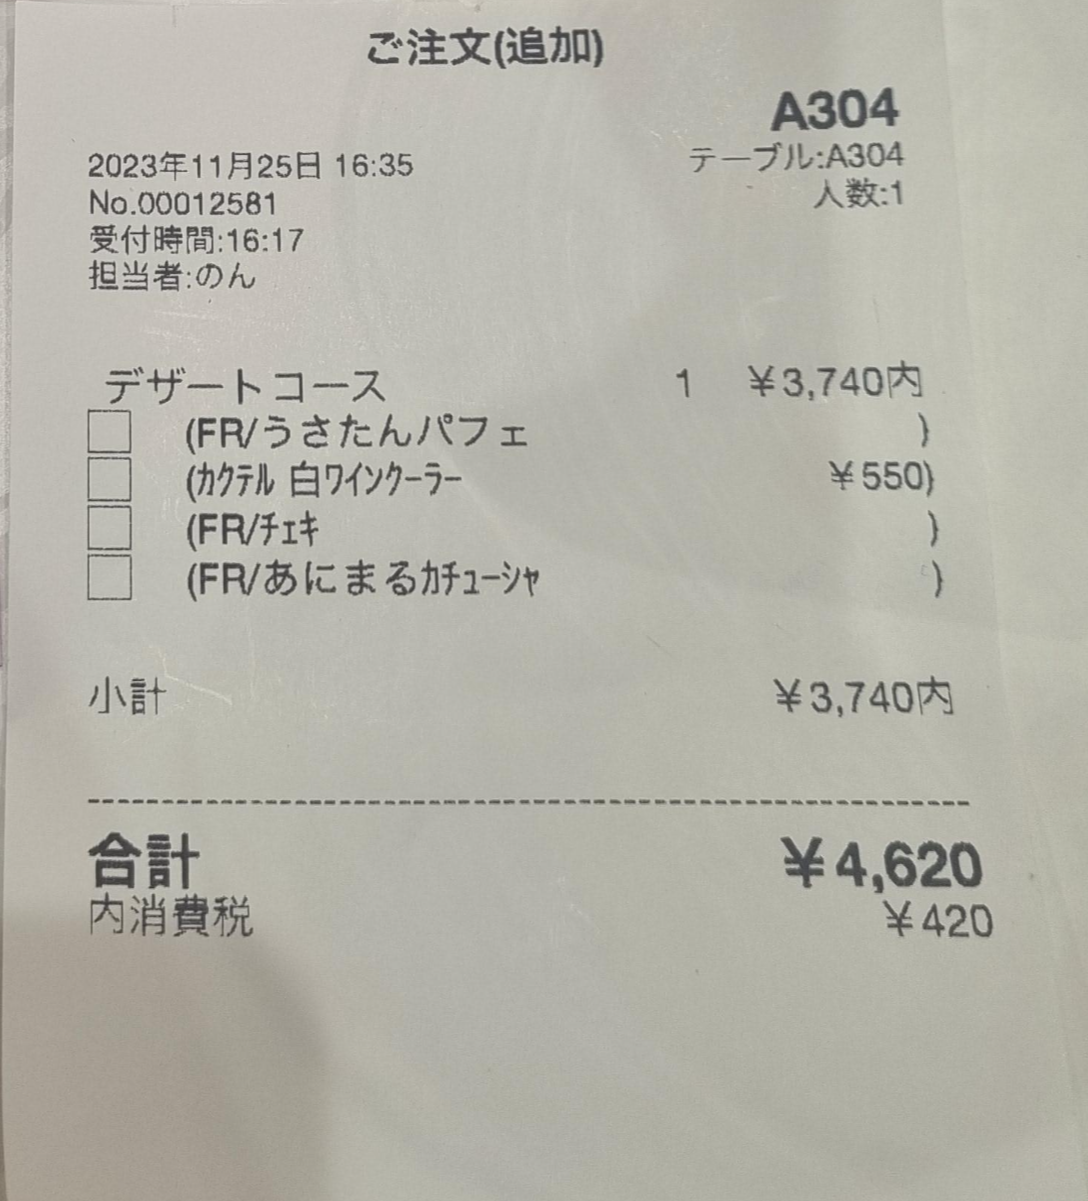 ご注文(追加)
A304
2023年11月25日 16:35
テーブル:A304
No.00012581
人数:1
受付時間:16:17
担当者:のん
デザートコース 1 ¥3,740内
(FR/うさたんパフェ )
(ｶｸﾃﾙ 白ﾜｲﾝｸｰﾗｰ ¥550)
(FR/ﾁｪｷ )
(FR/あにまるｶﾁｭｰｼｬ )
小計 ¥3,740内
合計 ¥4,620
内消費税 ¥420